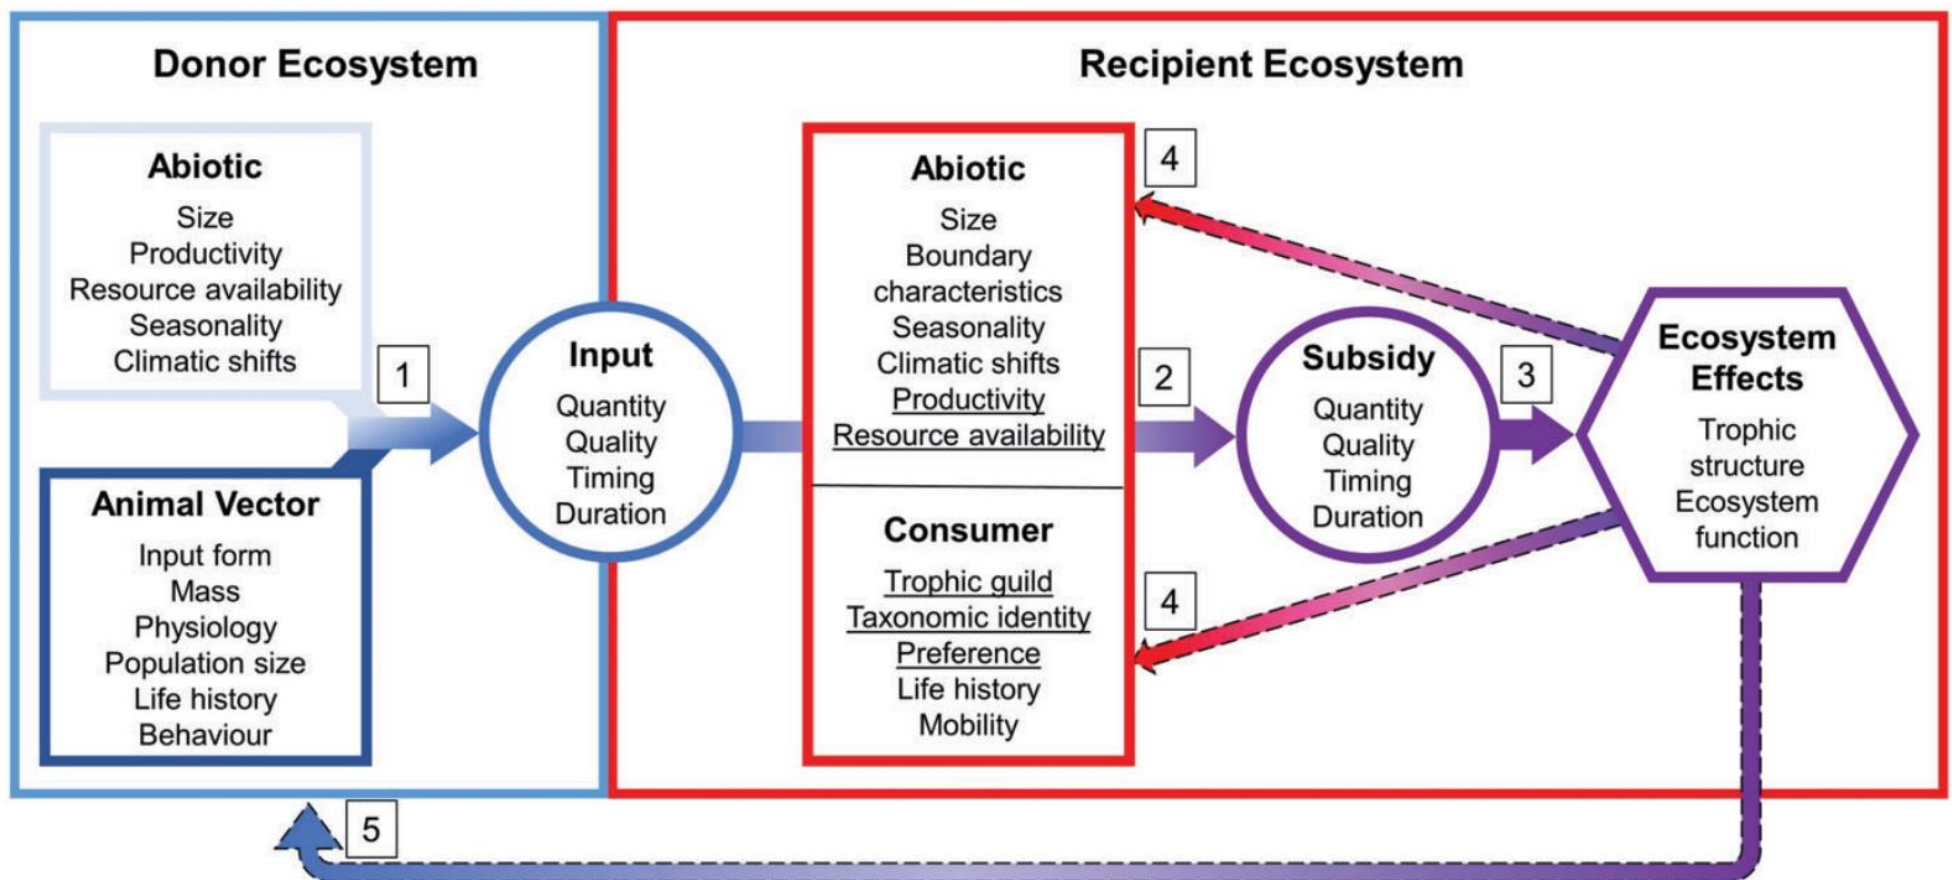 Donor Ecosystem
Abiotic
Size
Productivity
Resource availability
Seasonality
Climatic shifts
Animal Vector
Input form
Mass
Physiology
Population size
Life history
Behaviour
1
Input
Quantity
Quality
Timing
Duration
Recipient Ecosystem
Abiotic
Size
Boundary
characteristics
Seasonality
Climatic shifts
Productivity
Resource availability
Consumer
Trophic guild
Taxonomic identity
Preference
Life history
Mobility
4
2
4
Subsidy
Quantity
Quality
Timing
Duration
3
Ecosystem
Effects
Trophic
structure
Ecosystem
function
5